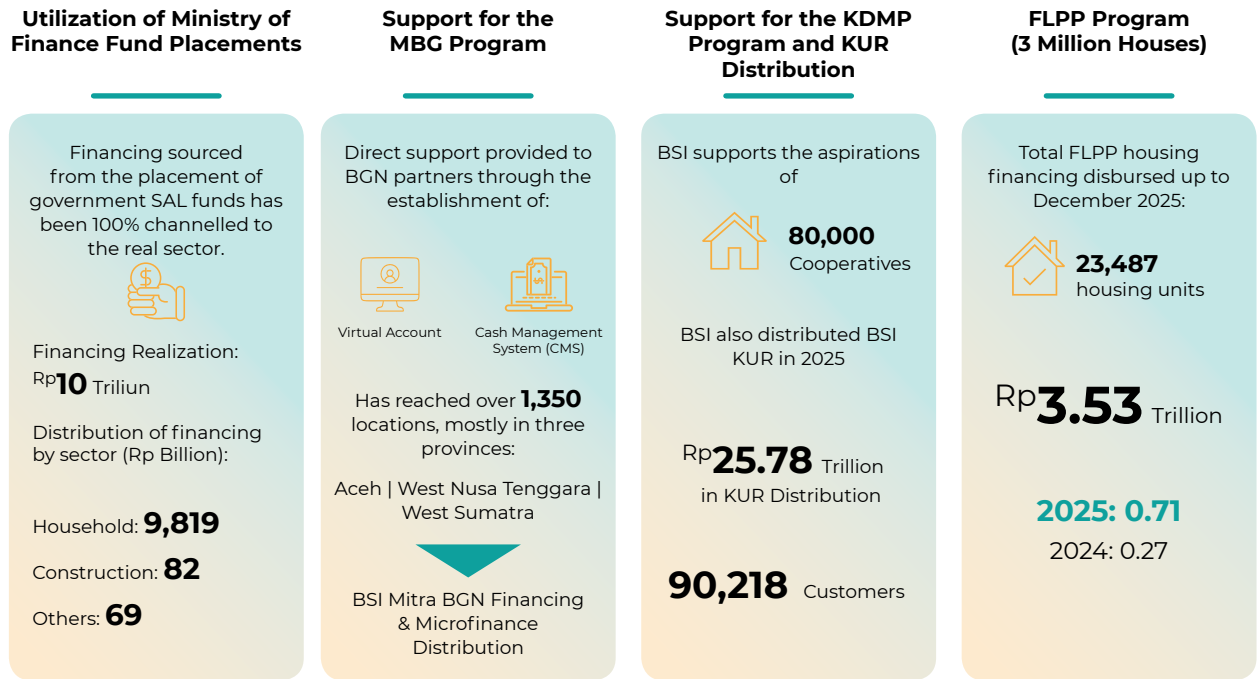 Utilization of Ministry of
Finance Fund Placements
Financing sourced
from the placement of
government SAL funds has
been 100% channelled to
the real sector.
$
Financing Realization:
Rp10 Triliun
Distribution of financing
by sector (Rp Billion):
Household: 9,819
Construction: 82
Others: 69
Support for the
MBG Program
Direct support provided to
BGN partners through the
establishment of:
$
Virtual Account
Cash Management
System (CMS)
Has reached over 1,350
locations, mostly in three
provinces:
Aceh | West Nusa Tenggara |
West Sumatra
BSI Mitra BGN Financing
& Microfinance
Distribution
Support for the KDMP
Program and KUR
Distribution
BSI supports the aspirations
of
80,000
Cooperatives
BSI also distributed BSI
KUR in 2025
Rp25.78 Trillion
in KUR Distribution
90,218 Customers
FLPP Program
(3 Million Houses)
Total FLPP housing
financing disbursed up to
December 2025:
23,487
housing units
Rp3.53 Trillion
2025: 0.71
2024: 0.27